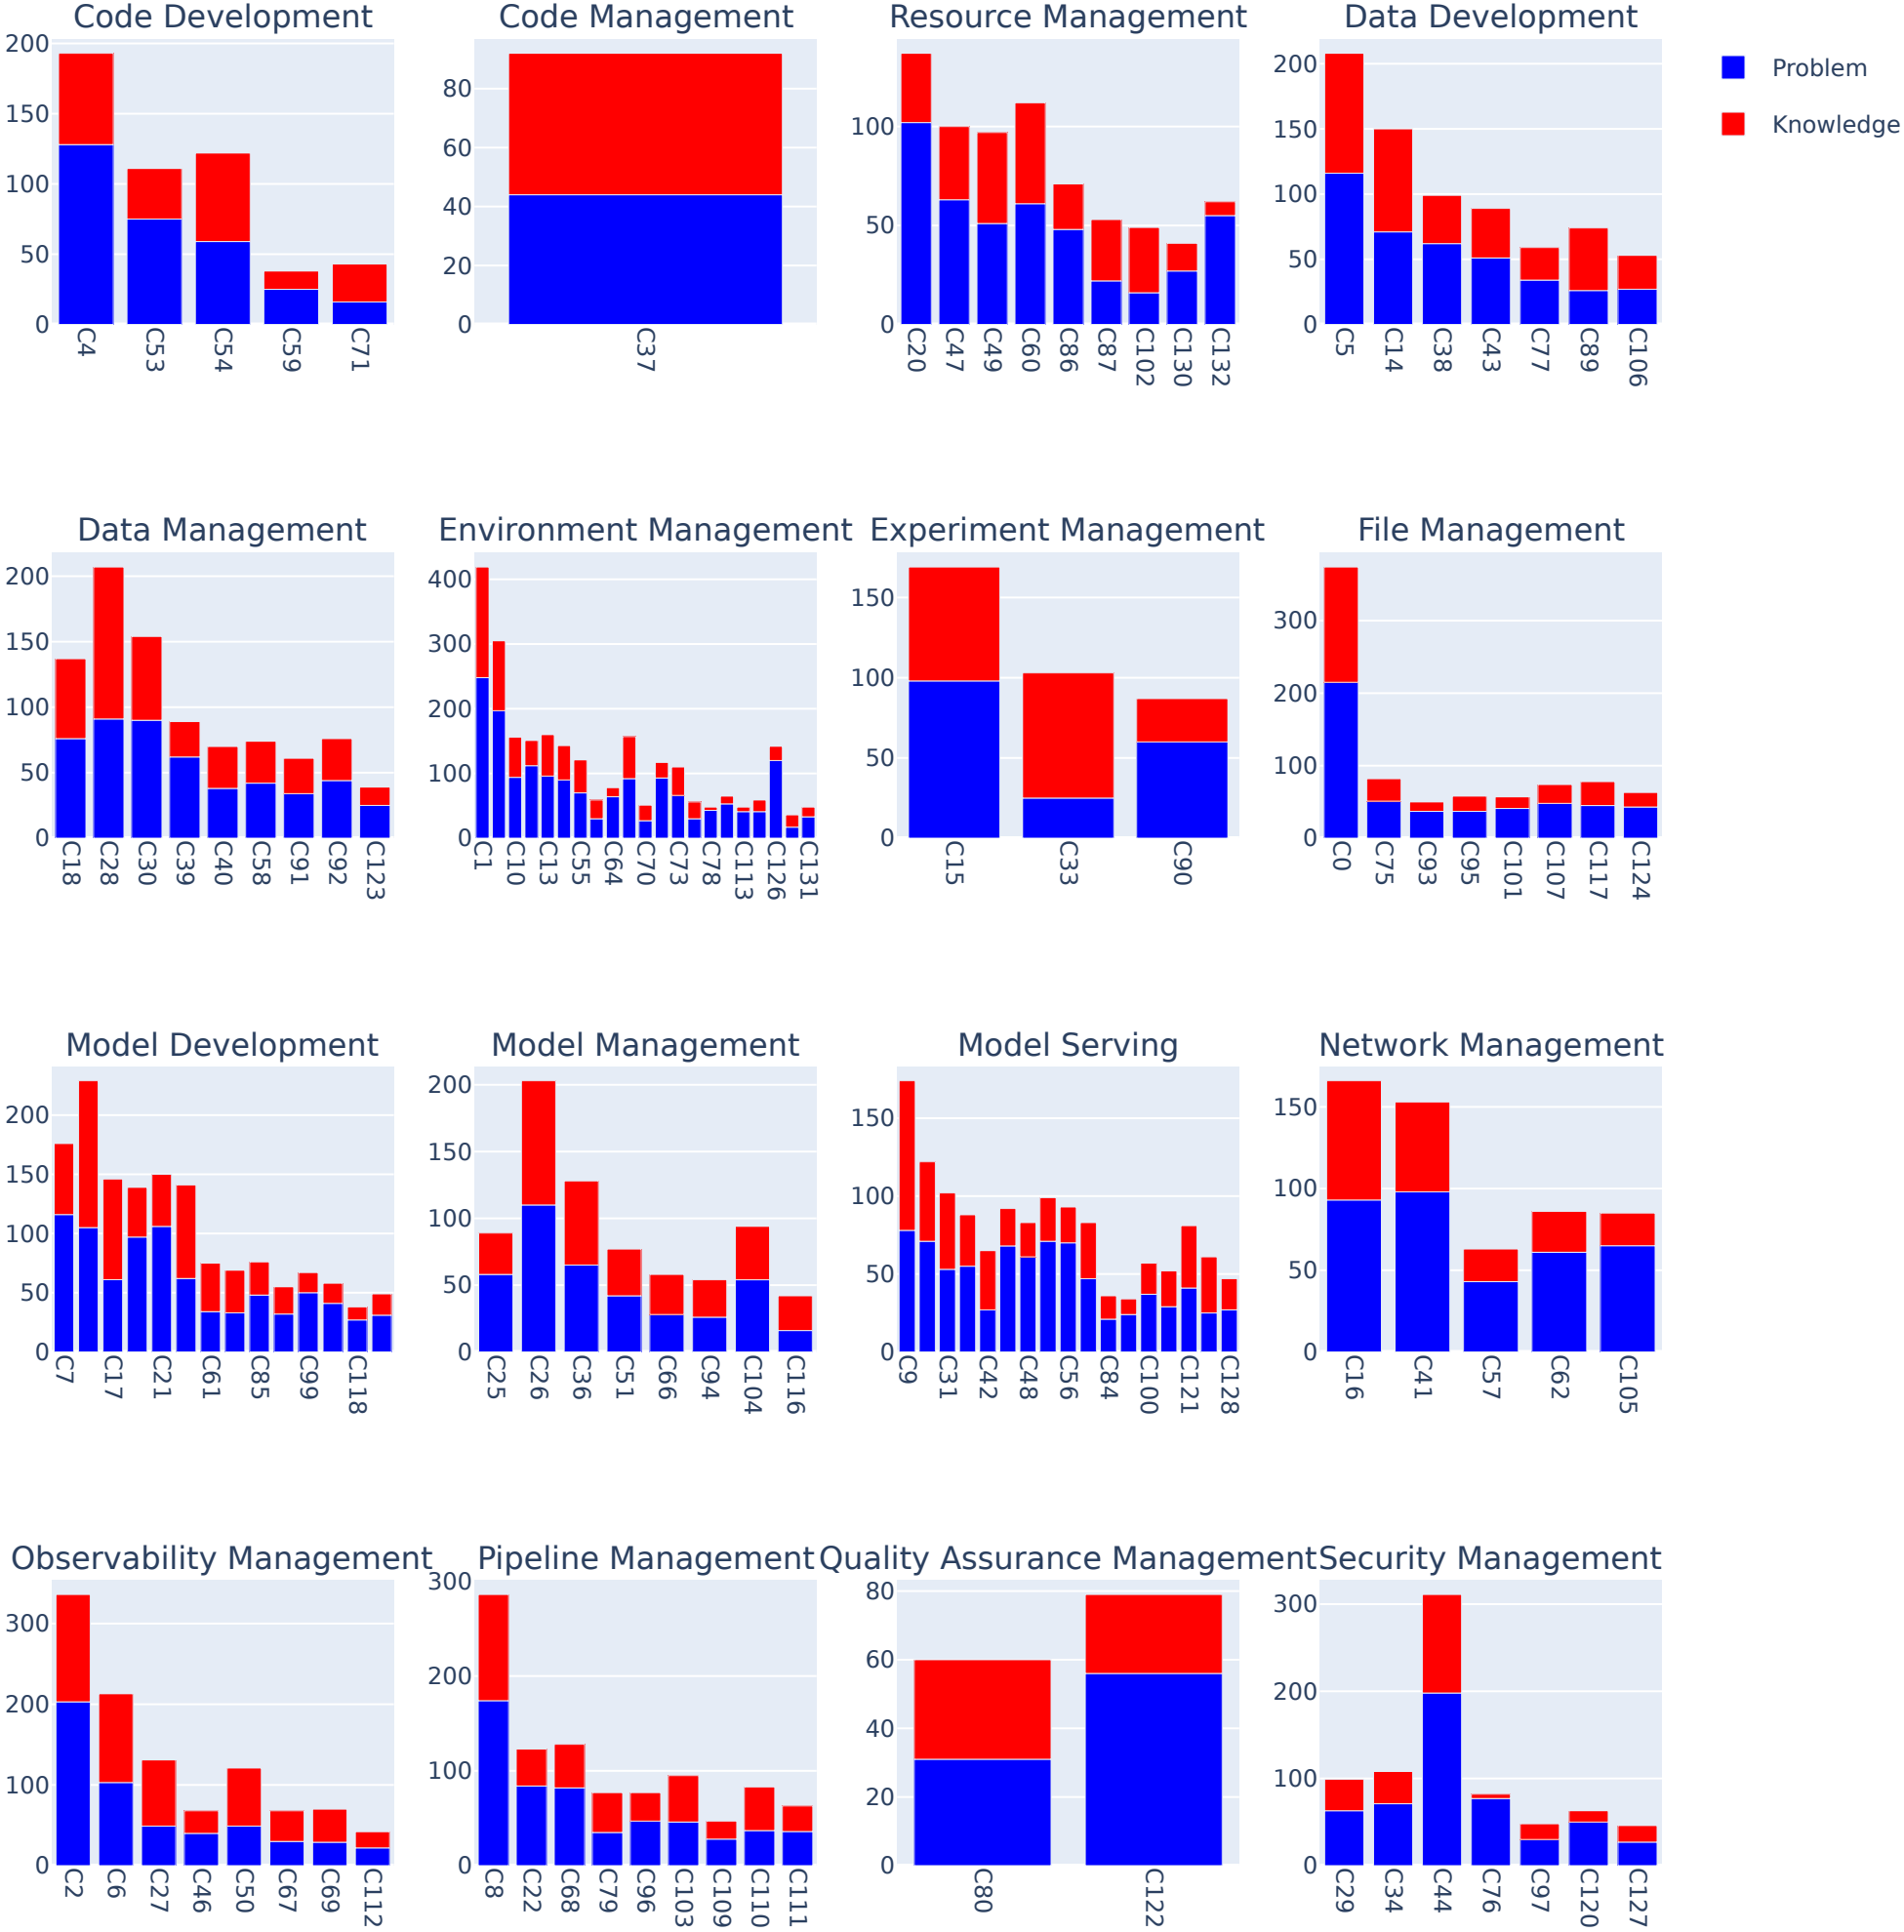 Code Development
Code Management
Resource Management
Data Development
200
150
100
50
0
C4
C53
C54
C59
C71
80
60
40
20
0
C37
100
50
0
C20
C47
C49
C60
C86
C87
C102
C130
C132
200
150
100
50
0
C5
C14
C38
C43
C77
C89
C106
Problem
Knowledge
Data Management
Environment Management
Experiment Management
File Management
200
150
100
50
0
C18
C28
C30
C39
C40
C58
C91
C92
C123
400
300
200
100
0
C1
C10
C13
C55
C64
C70
C73
C78
C113
C126
C131
150
100
50
0
C15
C33
C90
300
200
100
0
C0
C75
C93
C95
C101
C107
C117
C124
Model Development
Model Management
Model Serving
Network Management
200
150
100
50
0
C7
C17
C21
C61
C85
C99
C118
200
150
100
50
0
C25
C26
C36
C51
C66
C94
C104
C116
150
100
50
0
C9
C31
C42
C48
C56
C84
C100
C121
C128
150
100
50
0
C16
C41
C57
C62
C105
Observability Management
Pipeline Management
Quality Assurance Management
Security Management
300
200
100
0
C2
C6
C27
C46
C50
C67
C69
C112
300
200
100
0
C8
C22
C68
C79
C96
C103
C109
C110
C111
80
60
40
20
0
C80
C122
300
200
100
0
C29
C34
C44
C76
C97
C120
C127